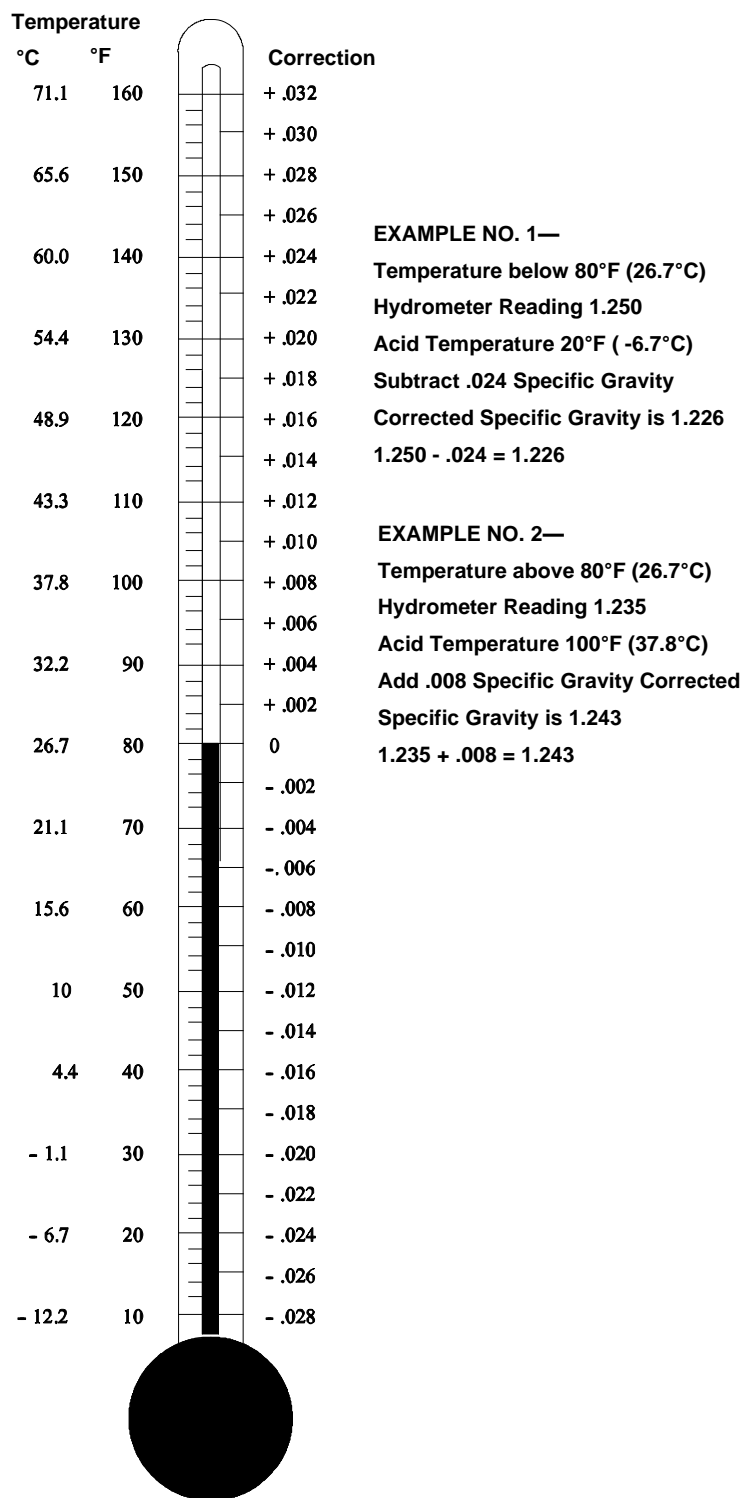 Temperature
°C °F Correction
71.1 160 + .032
+ .030
65.6 150 + .028
+ .026
60.0 140 + .024
+ .022
54.4 130 + .020
+ .018
48.9 120 + .016
+ .014
43.3 110 + .012
+ .010
37.8 100 + .008
+ .006
32.2 90 + .004
+ .002
26.7 80 0
- .002
21.1 70 - .004
-. 006
15.6 60 - .008
- .010
10 50 - .012
- .014
4.4 40 - .016
- .018
- 1.1 30 - .020
- .022
- 6.7 20 - .024
- .026
- 12.2 10 - .028
EXAMPLE NO. 1—
Temperature below 80°F (26.7°C)
Hydrometer Reading 1.250
Acid Temperature 20°F ( -6.7°C)
Subtract .024 Specific Gravity
Corrected Specific Gravity is 1.226
1.250 - .024 = 1.226
EXAMPLE NO. 2—
Temperature above 80°F (26.7°C)
Hydrometer Reading 1.235
Acid Temperature 100°F (37.8°C)
Add .008 Specific Gravity Corrected
Specific Gravity is 1.243
1.235 + .008 = 1.243